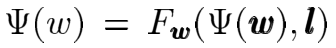 Ψ(w) = F_𝒘(Ψ(𝒘), 𝒍)